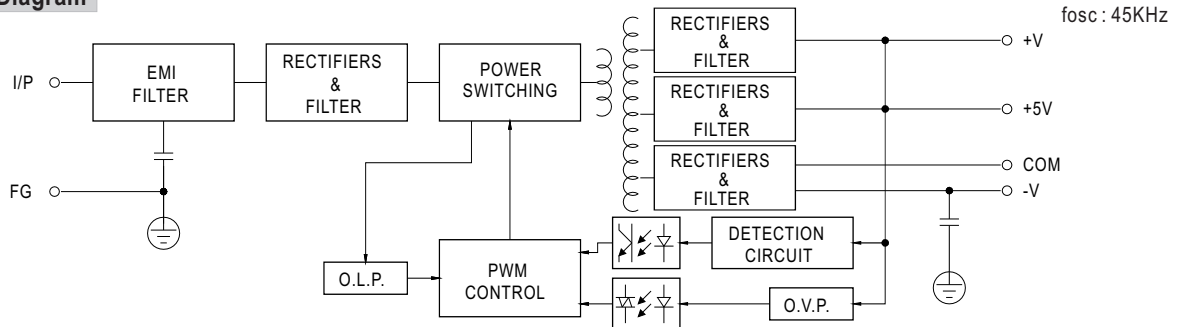 Diagram
fosc : 45KHz
RECTIFIERS
&
FILTER
+V
I/P
EMI
FILTER
RECTIFIERS
&
FILTER
POWER
SWITCHING
RECTIFIERS
&
FILTER
+5V
RECTIFIERS
&
FILTER
COM
-V
FG
DETECTION
CIRCUIT
O.L.P.
PWM
CONTROL
O.V.P.